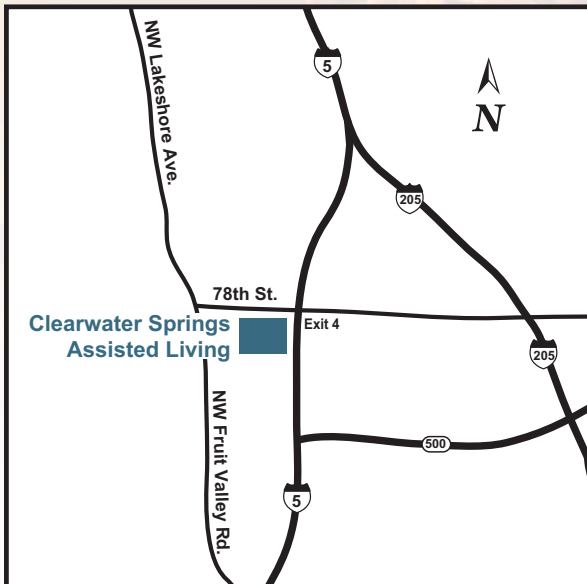 NW Lakeshore Ave.
5
N
205
78th St.
Clearwater Springs
Assisted Living
Exit 4
205
NW Fruit Valley Rd.
500
5